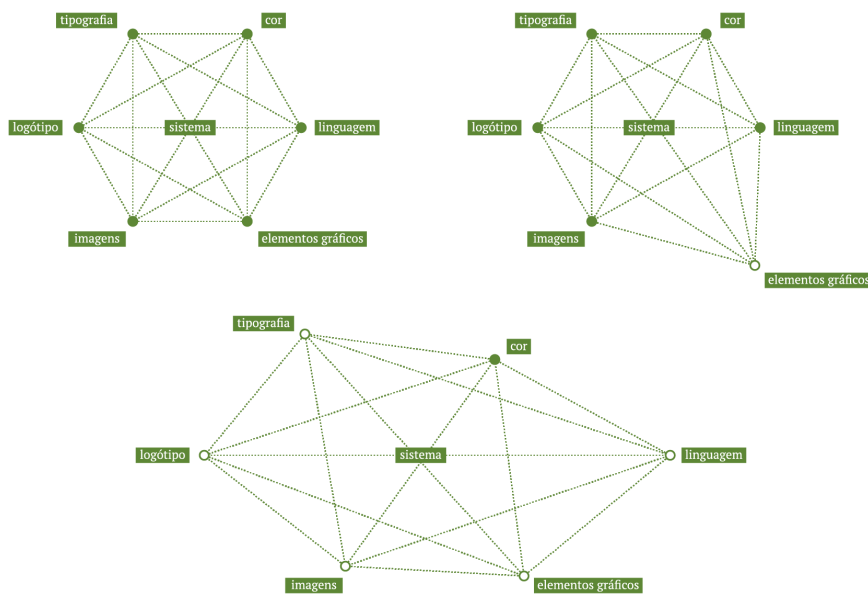 tipografia
cor
logótipo
sistema
linguagem
imagens
elementos gráficos
tipografia
cor
logótipo
sistema
linguagem
imagens
elementos gráficos
tipografia
cor
logótipo
sistema
linguagem
imagens
elementos gráficos